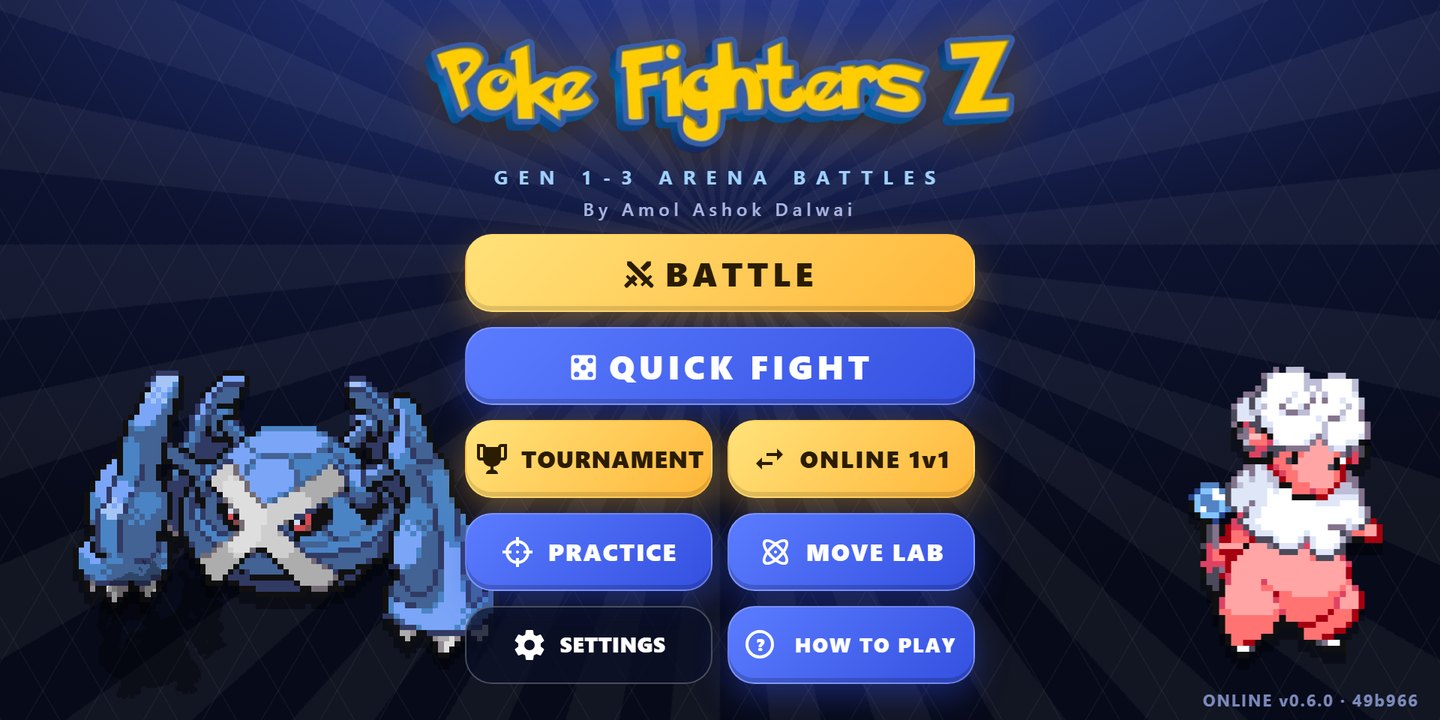 Poke Fighters Z
GEN 1-3 ARENA BATTLES
By Amol Ashok Dalwai
BATTLE
QUICK FIGHT
TOURNAMENT
ONLINE 1v1
PRACTICE
MOVE LAB
SETTINGS
? HOW TO PLAY
ONLINE v0.6.0 · 49b966